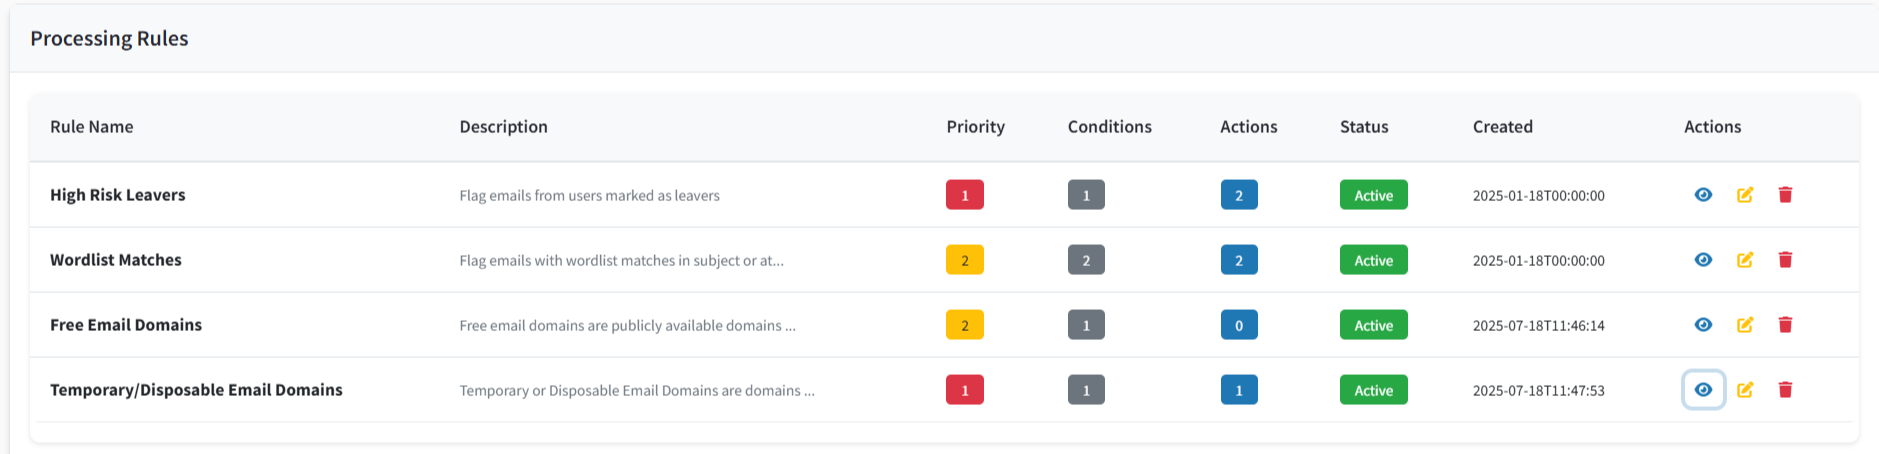 Processing Rules
Rule Name Description Priority Conditions Actions Status Created Actions
High Risk Leavers Flag emails from users marked as leavers 1 1 2 Active 2025-01-18T00:00:00
Wordlist Matches Flag emails with wordlist matches in subject or at... 2 2 2 Active 2025-01-18T00:00:00
Free Email Domains Free email domains are publicly available domains ... 2 1 0 Active 2025-07-18T11:46:14
Temporary/Disposable Email Domains Temporary or Disposable Email Domains are domains ... 1 1 1 Active 2025-07-18T11:47:53